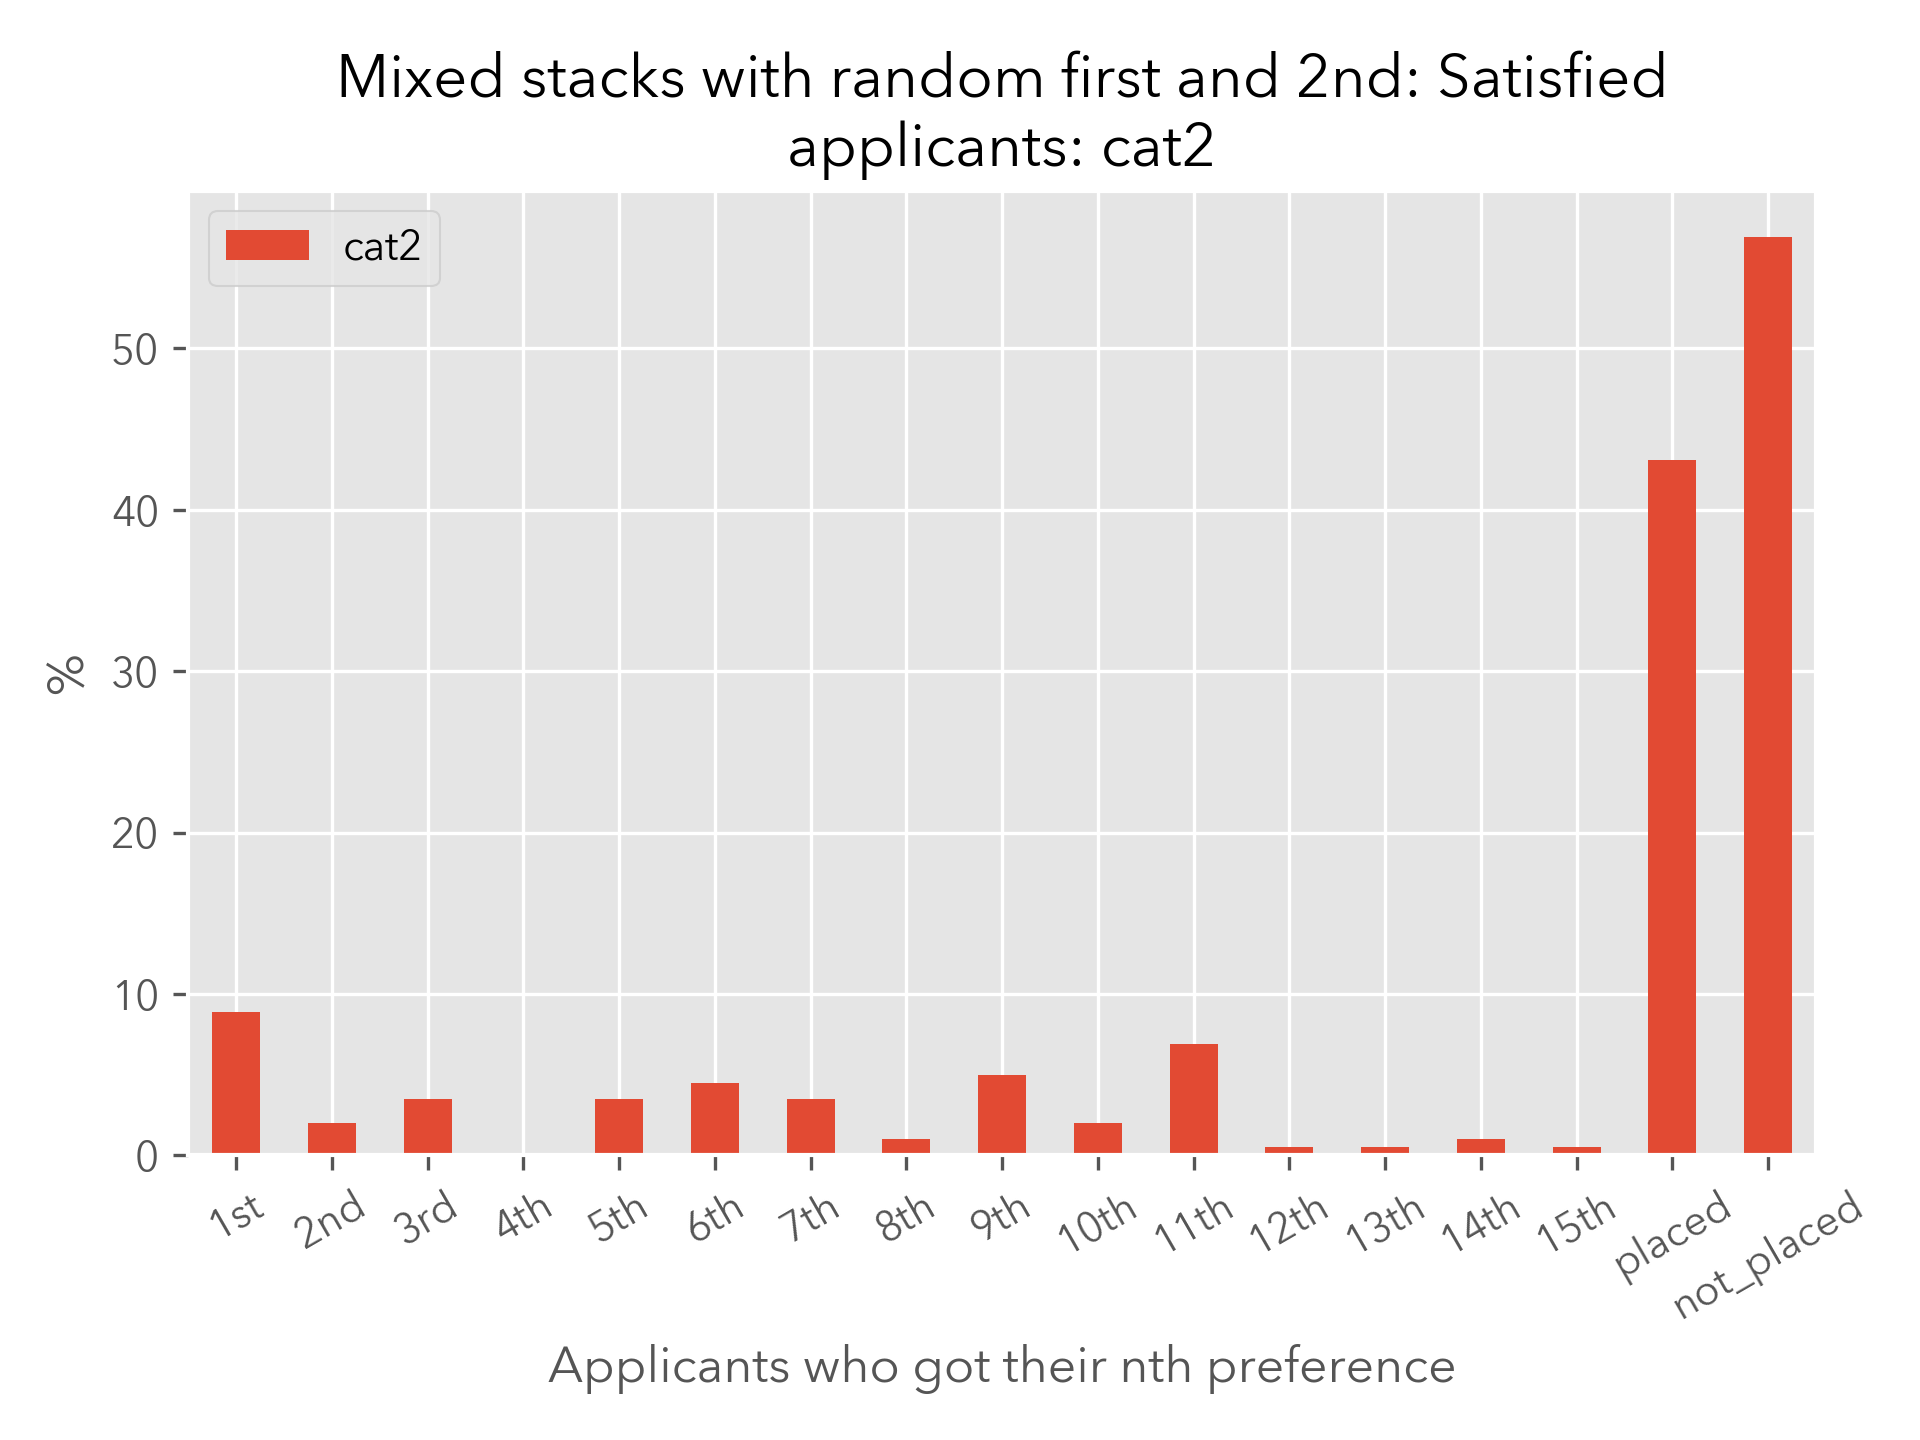 Mixed stacks with random first and 2nd: Satisfied
applicants: cat2
cat2
50
40
30
20
10
0
%
1st
2nd
3rd
4th
5th
6th
7th
8th
9th
10th
11th
12th
13th
14th
15th
placed
not_placed
Applicants who got their nth preference